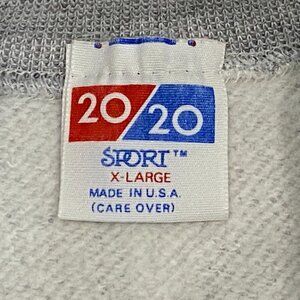 20/20
SPORT™
X-LARGE
MADE IN U.S.A.
(CARE OVER)